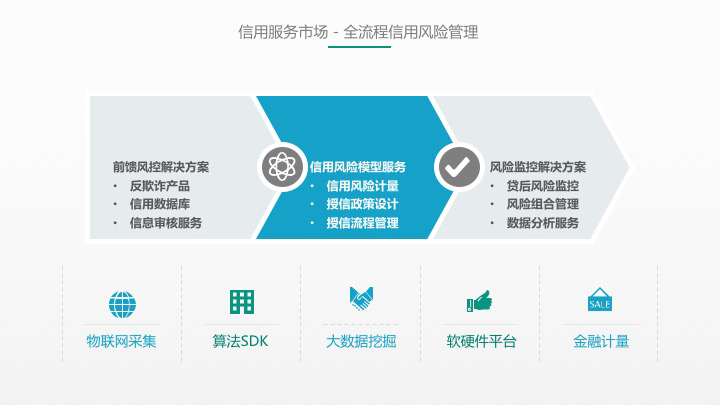 信用服务市场 - 全流程信用风险管理
前馈风控解决方案
• 反欺诈产品
• 信用数据库
• 信息审核服务
信用风险模型服务
• 信用风险计量
• 授信政策设计
• 授信流程管理
风险监控解决方案
• 贷后风险监控
• 风险组合管理
• 数据分析服务
物联网采集
算法SDK
大数据挖掘
软硬件平台
SALE
金融计量